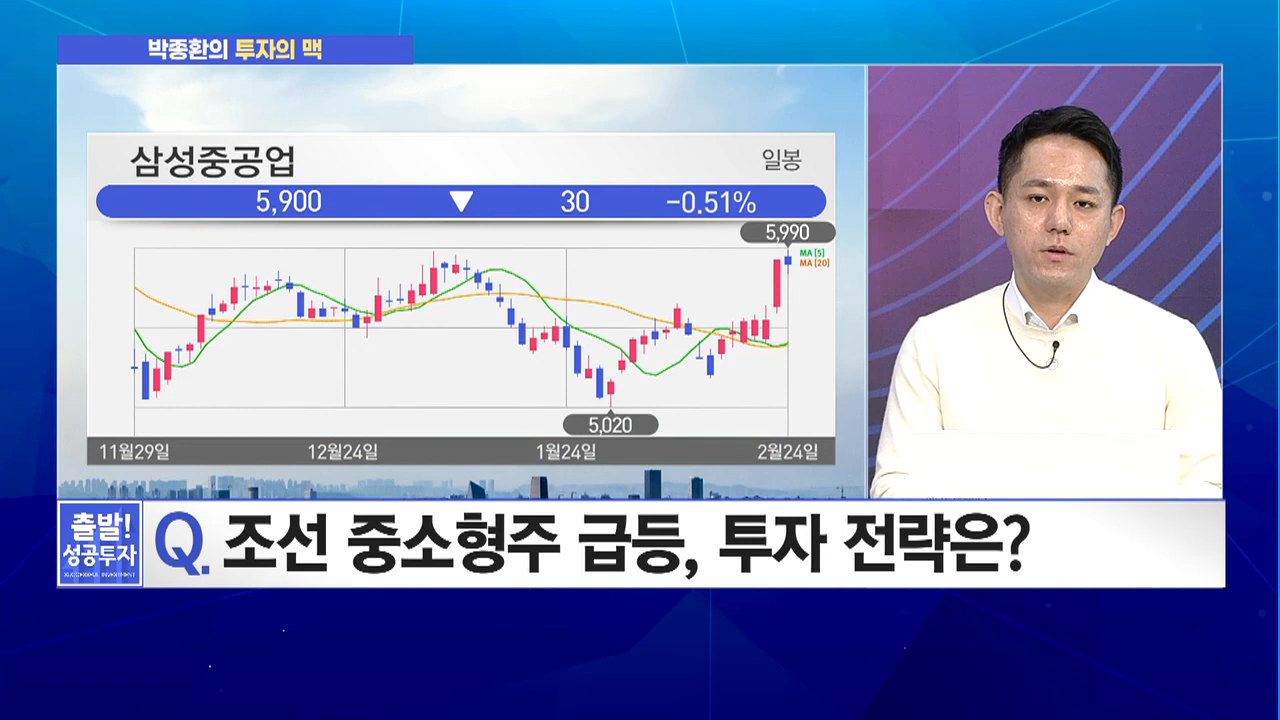 박종환의 투자의 맥
삼성중공업
일봉
5,900 ▼ 30 -0.51%
5,990
MA [5]
MA [20]
5,020
11월29일 12월24일 1월24일 2월24일
출발!
성공투자
Q. 조선 중소형주 급등, 투자 전략은?